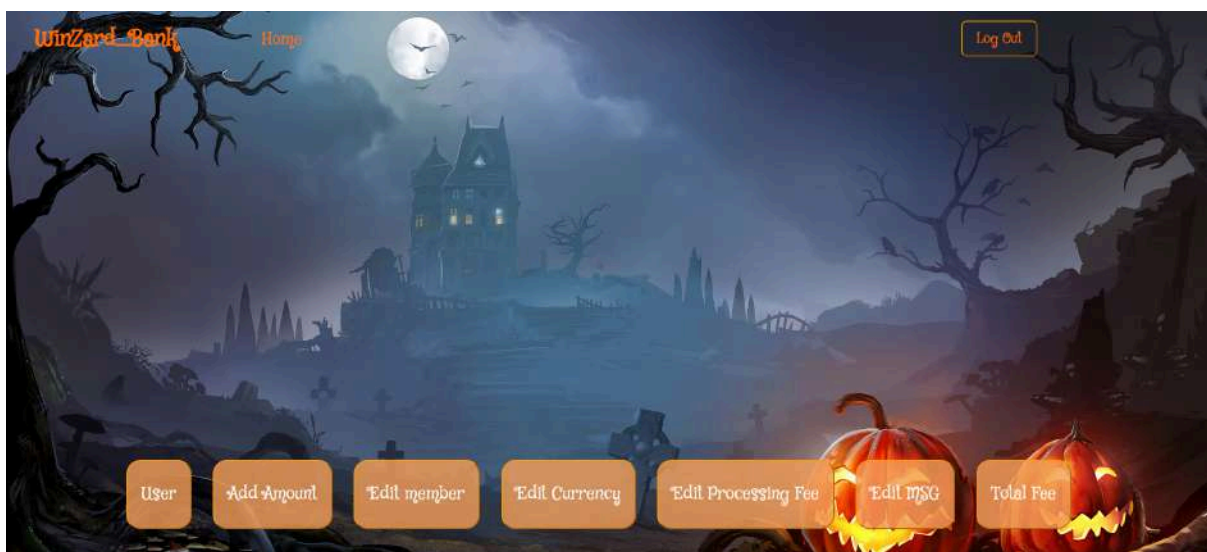 WinZard_Bank
Home
Log Out
User
Add Amount
Edit member
Edit Currency
Edit Processing Fee
Edit MSG
Total Fee